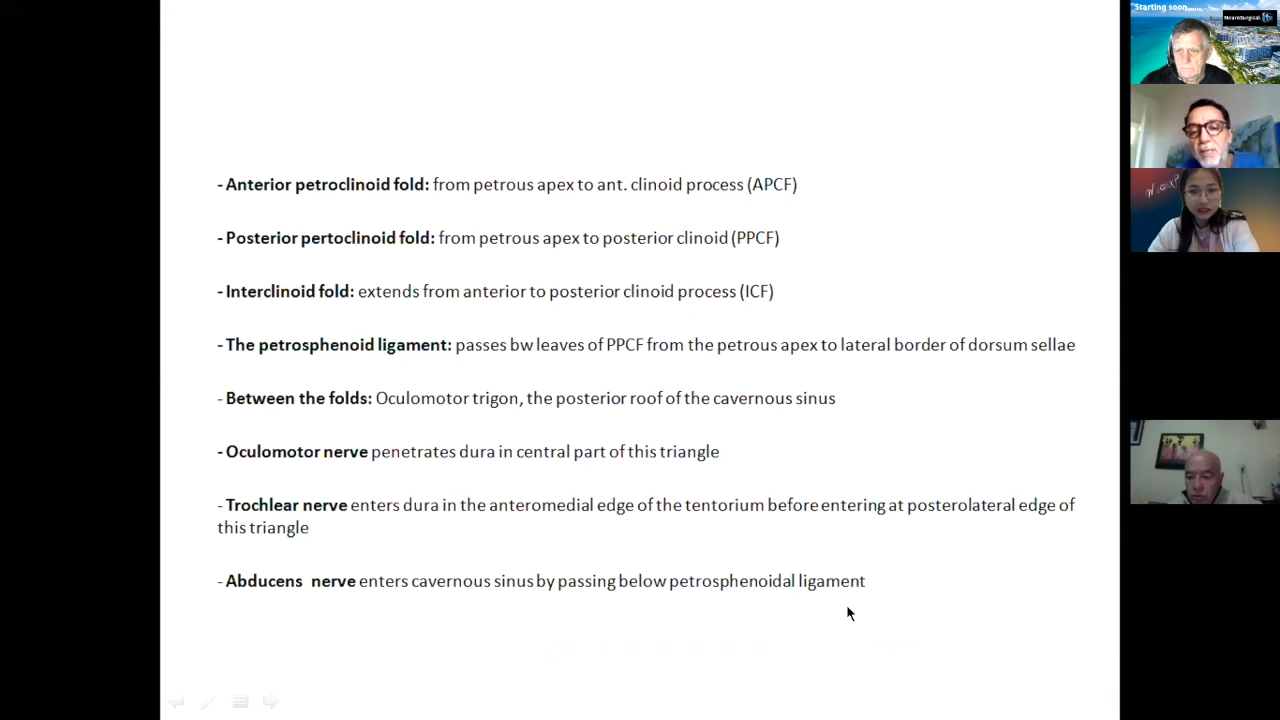 "Starting soon......
NeuroSurgical.
- Anterior petroclinoid fold: from petrous apex to ant. clinoid process (APCF)
- Posterior pertoclinoid fold: from petrous apex to posterior clinoid (PPCF)
- Interclinoid fold: extends from anterior to posterior clinoid process (ICF)
- The petrosphenoid ligament: passes bw leaves of PPCF from the petrous apex to lateral border of dorsum sellae
- Between the folds: Oculomotor trigon, the posterior roof of the cavernous sinus
- Oculomotor nerve penetrates dura in central part of this triangle
- Trochlear nerve enters dura in the anteromedial edge of the tentorium before entering at posterolateral edge of
this triangle
- Abducens nerve enters cavernous sinus by passing below petrosphenoidal ligament